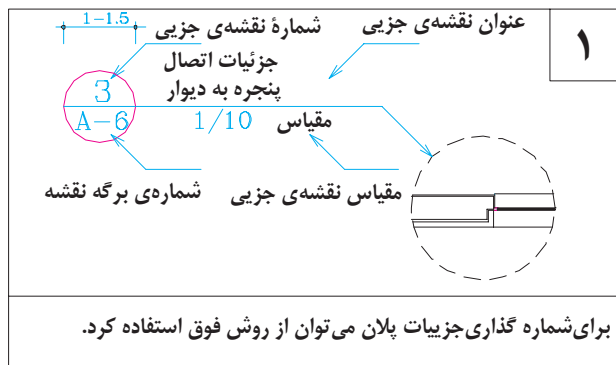 ۱
1-1.5
شمارهٔ نقشه‌ی جزیی
عنوان نقشه‌ی جزیی
جزئیات اتصال
پنجره به دیوار
3
A-6
1/10
مقیاس
شماره‌ی برگه نقشه
مقیاس نقشه‌ی جزیی
برای‌شماره گذاری‌جزییات پلان می‌توان از روش فوق استفاده کرد.